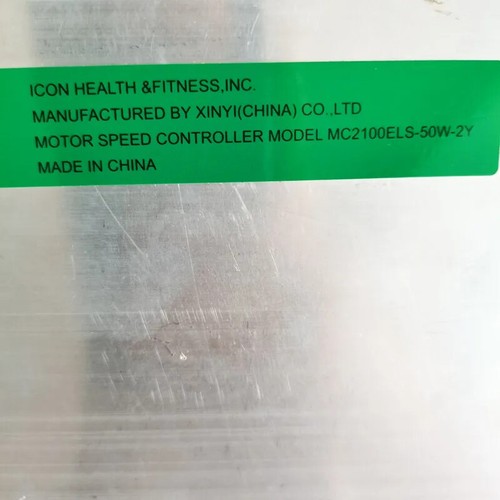 ICON HEALTH &FITNESS,INC.
MANUFACTURED BY XINYI(CHINA) CO.,LTD
MOTOR SPEED CONTROLLER MODEL MC2100ELS-50W-2Y
MADE IN CHINA